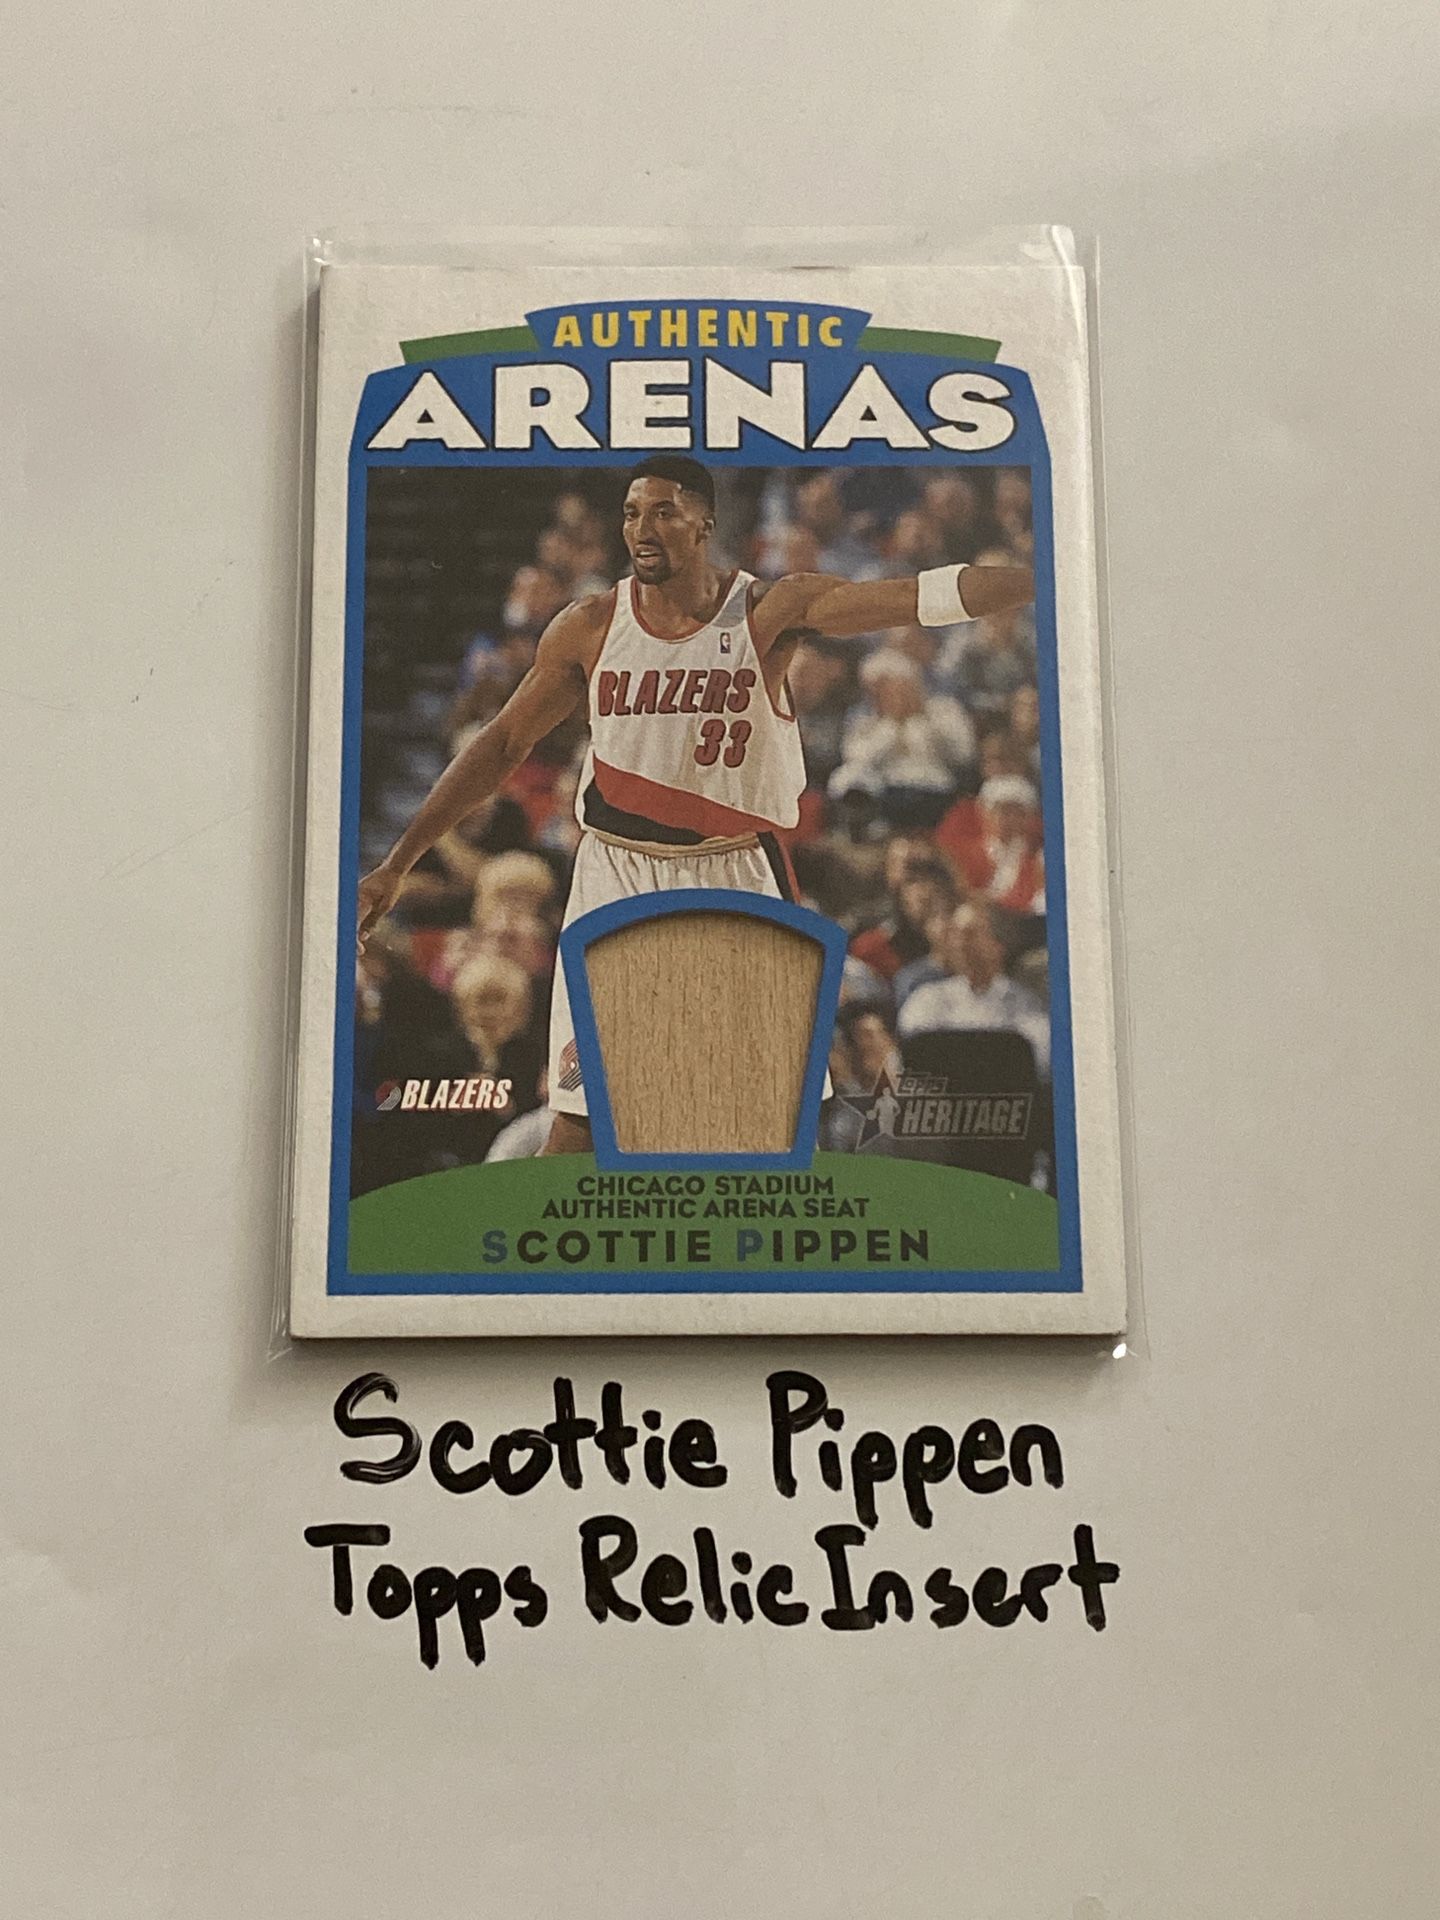 AUTHENTIC
ARENAS
BLAZERS
33
BLAZERS
topps
HERITAGE
CHICAGO STADIUM
AUTHENTIC ARENA SEAT
SCOTTIE PIPPEN
Scottie Pippen
Topps Relic Insert